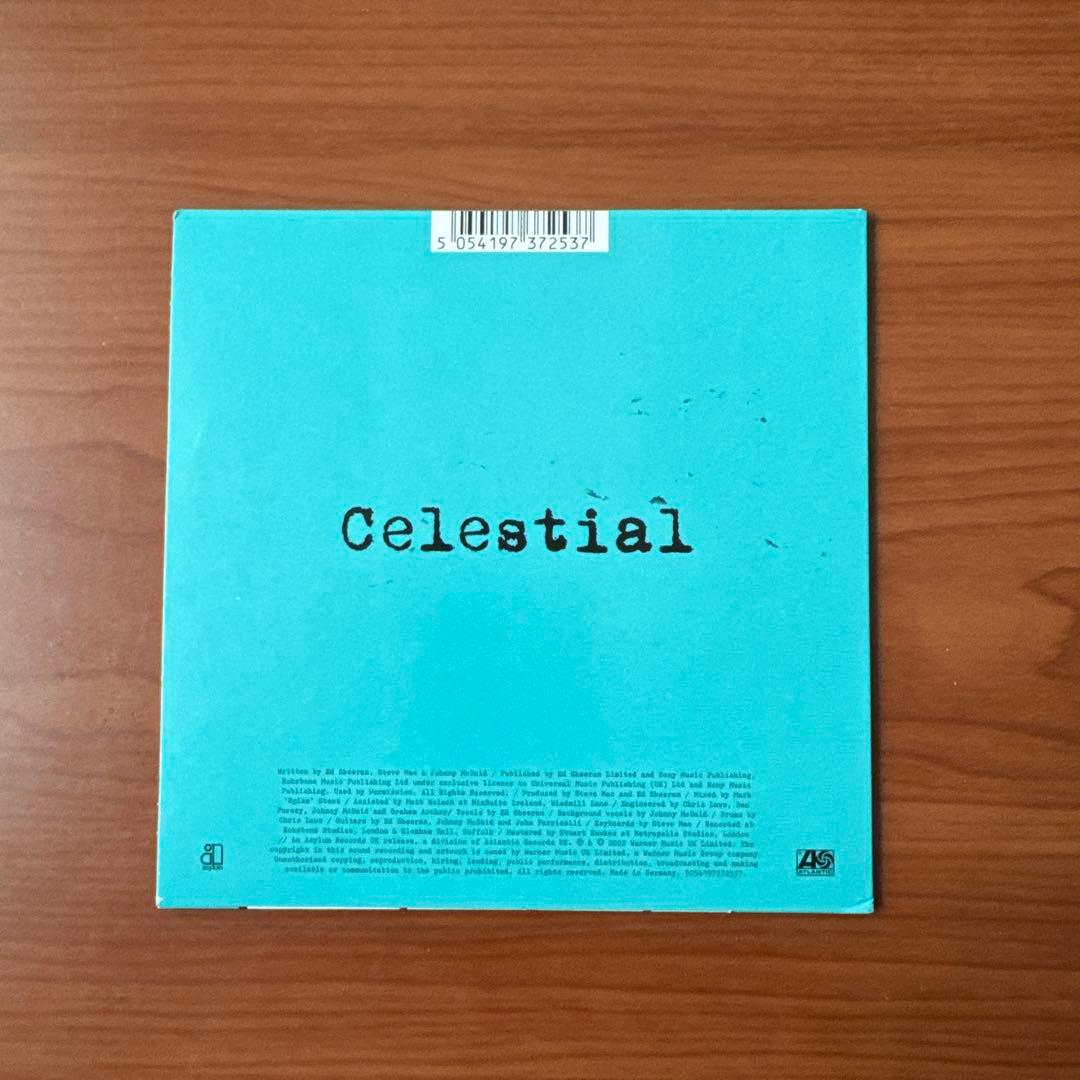 5 054197 372537
Celestial
Written by Ed Sheeran, Steve Mac & Johnny McDaid / Published by Ed Sheeran Limited and Sony Music Publishing,
Rokstone Music Publishing Ltd under exclusive licence to Universal Music Publishing (UK) Ltd and Sony Music
Publishing. Used by Permission. All Rights Reserved. / Produced by Steve Mac and Ed Sheeran / Mixed by Mark
'Spike' Stent / Assisted by Matt Wolach at MixSuite Ireland, Windmill Lane / Engineered by Chris Laws, Dan
Pursey, Johnny McDaid and Graham Archer/ Vocals by Ed Sheeran / Background vocals by Johnny McDaid / Drums by
Chris Laws / Guitars by Ed Sheeran, Johnny McDaid and John Parricelli / Keyboards by Steve Mac / Recorded at
Rokstone Studios, London & Glenham Hall, Suffolk / Mastered by Stuart Hawkes at Metropolis Studios, London
// An Asylum Records UK release, a division of Atlantic Records UK. ℗ & © 2022 Warner Music UK Limited. The
copyright in this sound recording and artwork is owned by Warner Music UK Limited, a Warner Music Group company.
Unauthorised copying, reproduction, hiring, lending, public performance, distribution, broadcasting and making
available or communication to the public prohibited. All rights reserved. Made in Germany. 5054197372537.
asylum
ATLANTIC